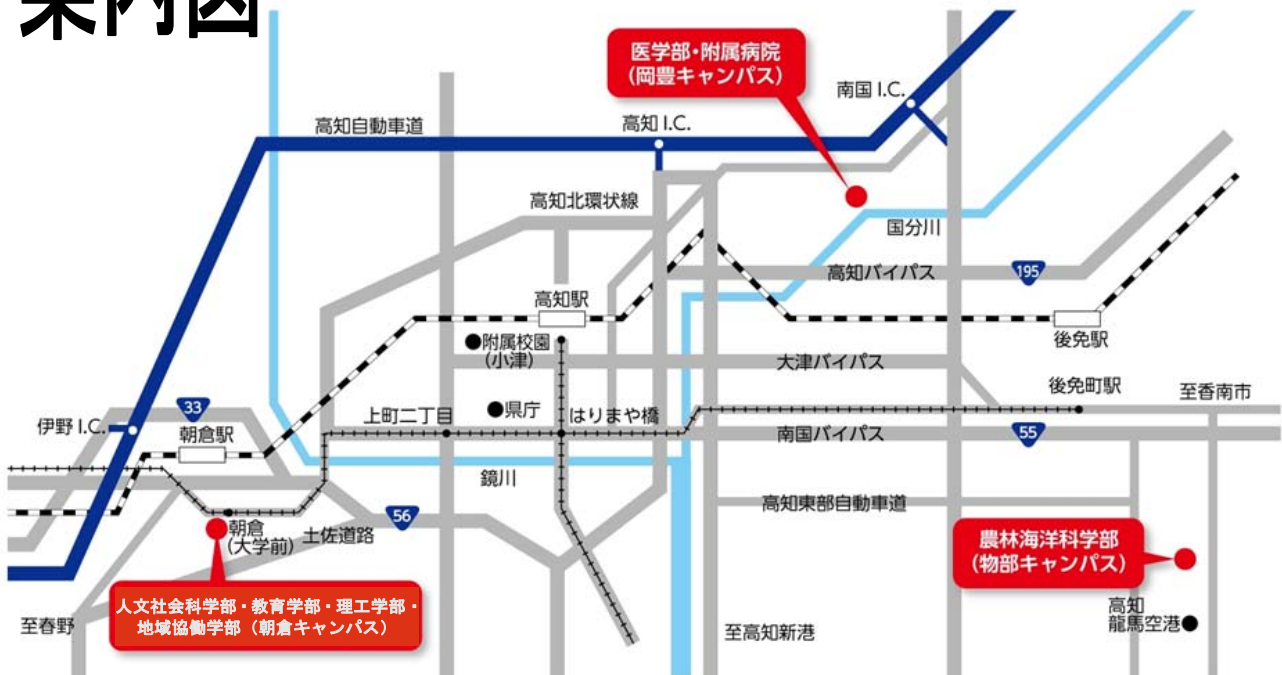 案内図
医学部・附属病院
（岡豊キャンパス）
南国 I.C.
高知自動車道
高知 I.C.
高知北環状線
国分川
高知バイパス
195
高知駅
後免駅
附属校園
（小津）
大津バイパス
後免町駅
至香南市
33
伊野 I.C.
朝倉駅
上町二丁目
県庁
はりまや橋
南国バイパス
55
鏡川
高知東部自動車道
56
朝倉
（大学前）
土佐道路
農林海洋科学部
（物部キャンパス）
人文社会科学部・教育学部・理工学部・
地域協働学部（朝倉キャンパス）
至春野
至高知新港
高知
龍馬空港